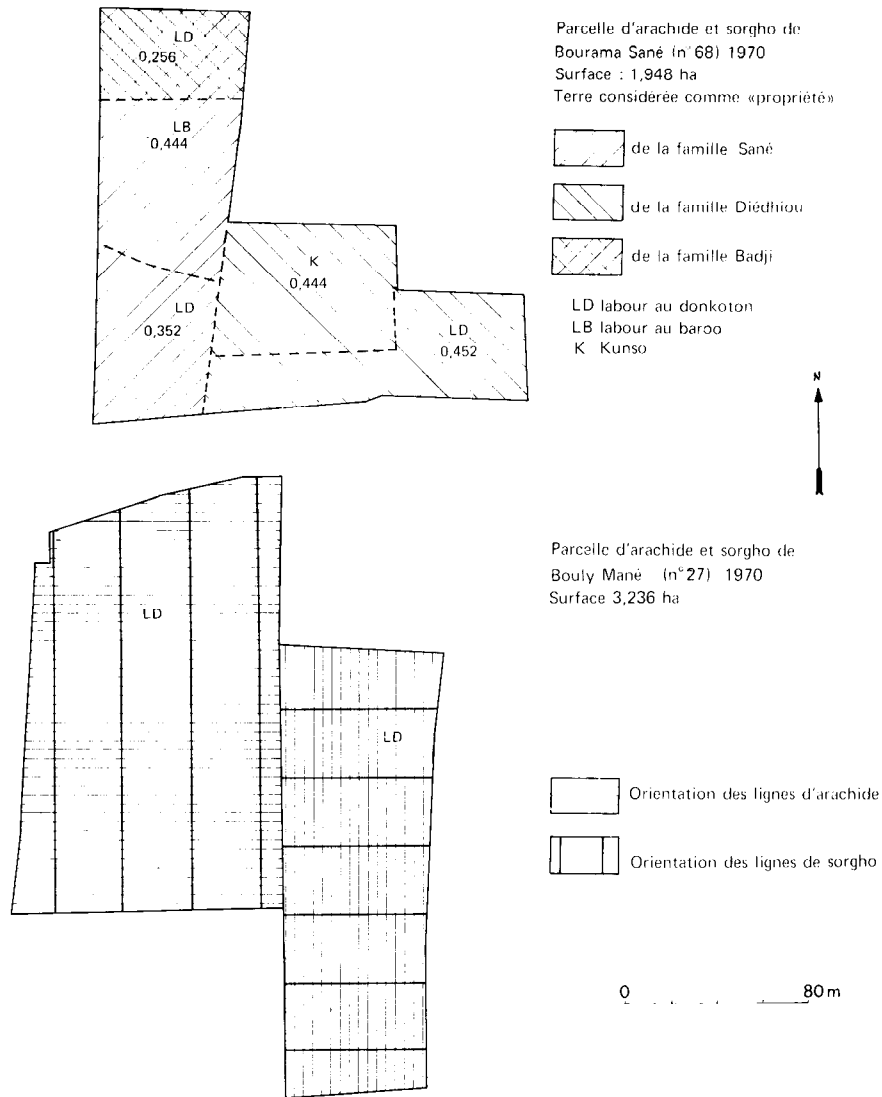 LD
0,256
LB
0,444
LD
0,352
K
0,444
LD
0,452
Parcelle d'arachide et sorgho de
Bourama Sané (n°68) 1970
Surface : 1,948 ha
Terre considérée comme «propriété»
de la famille Sané
de la famille Diédhiou
de la famille Badji
LD labour au donkoton
LB labour au baroo
K Kunso
N
LD
LD
Parcelle d'arachide et sorgho de
Bouly Mané (n°27) 1970
Surface 3,236 ha
Orientation des lignes d'arachide
Orientation des lignes de sorgho
0 80 m